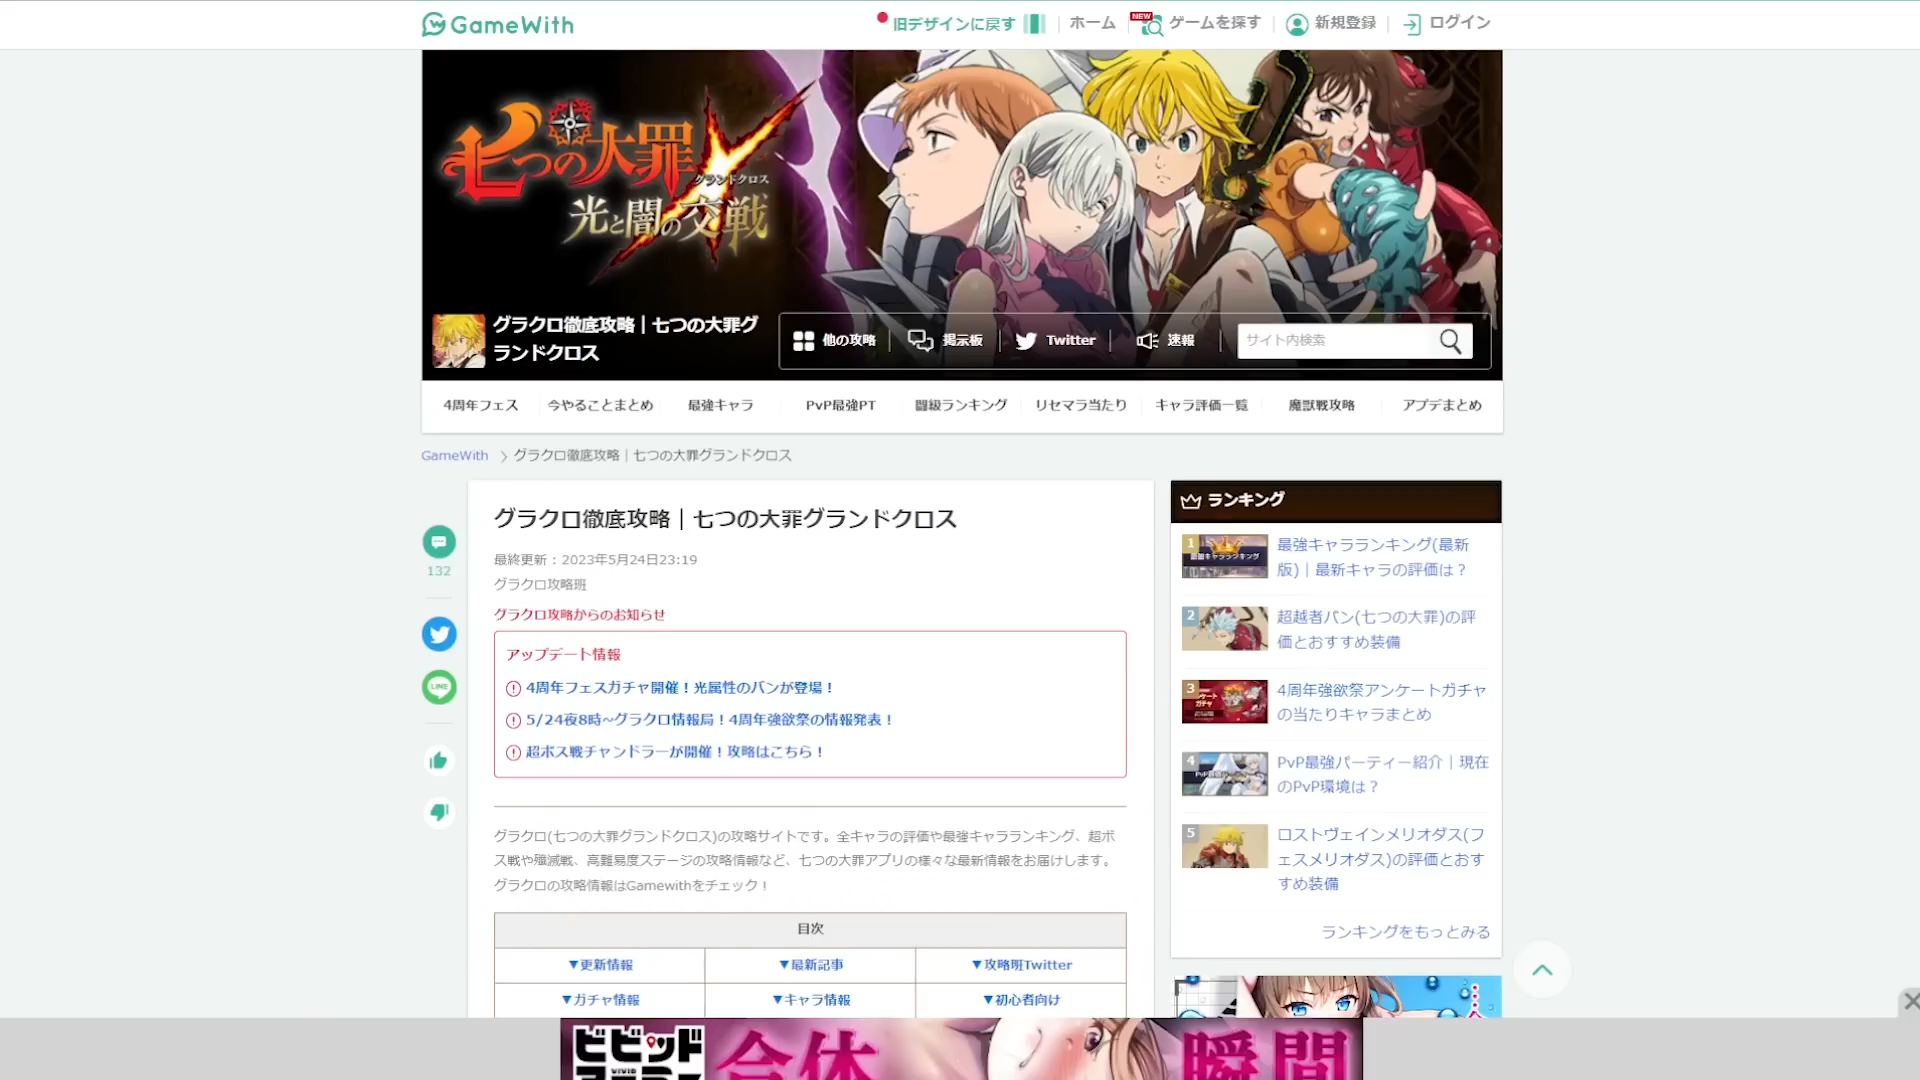 GameWith
旧デザインに戻す
ホーム
NEW
ゲームを探す
新規登録
ログイン
七つの大罪
グランドクロス
光と闇の交戦
グラクロ徹底攻略｜七つの大罪グ
ランドクロス
他の攻略
掲示板
Twitter
速報
サイト内検索
4周年フェス
今やることまとめ
最強キャラ
PvP最強PT
闘級ランキング
リセマラ当たり
キャラ評価一覧
魔獣戦攻略
アプデまとめ
GameWith
グラクロ徹底攻略｜七つの大罪グランドクロス
グラクロ徹底攻略｜七つの大罪グランドクロス
最終更新：2023年5月24日23:19
グラクロ攻略班
132
LINE
グラクロ攻略からのお知らせ
アップデート情報
4周年フェスガチャ開催！光属性のバンが登場！
5/24夜8時~グラクロ情報局！4周年強欲祭の情報発表！
超ボス戦チャンドラーが開催！攻略はこちら！
グラクロ(七つの大罪グランドクロス)の攻略サイトです。全キャラの評価や最強キャラランキング、超ボ
ス戦や殲滅戦、高難易度ステージの攻略情報など、七つの大罪アプリの様々な最新情報をお届けします。
グラクロの攻略情報はGamewithをチェック！
目次
▼更新情報
▼最新記事
▼攻略班Twitter
▼ガチャ情報
▼キャラ情報
▼初心者向け
ランキング
1
最強キャラランキング
最強キャラランキング(最新
版)｜最新キャラの評価は？
2
超越者バン(七つの大罪)の評
価とおすすめ装備
3
4周年強欲祭アンケートガチャ
の当たりキャラまとめ
4
PvP最強パーティー紹介｜現在
のPvP環境は？
5
ロストヴェインメリオダス(フ
ェスメリオダス)の評価とおす
すめ装備
ランキングをもっとみる
ビビッド
VIVID
合体
瞬間